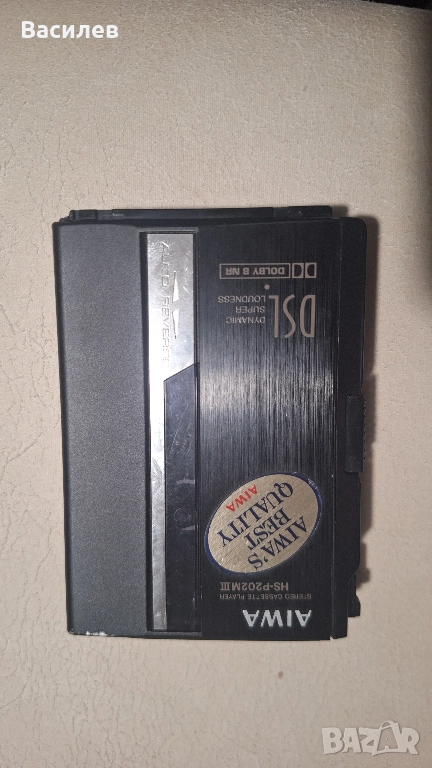 Василев
AIWA
STEREO CASSETTE PLAYER
HS-P202MIII
AIWA'S
BEST
QUALITY
AIWA
DSL
DYNAMIC
SUPER
LOUDNESS
DOLBY B NR
AUTO REVERSE
BAZAR